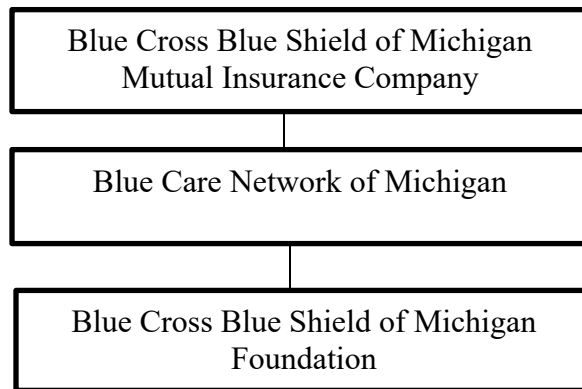 Blue Cross Blue Shield of Michigan
Mutual Insurance Company
Blue Care Network of Michigan
Blue Cross Blue Shield of Michigan
Foundation